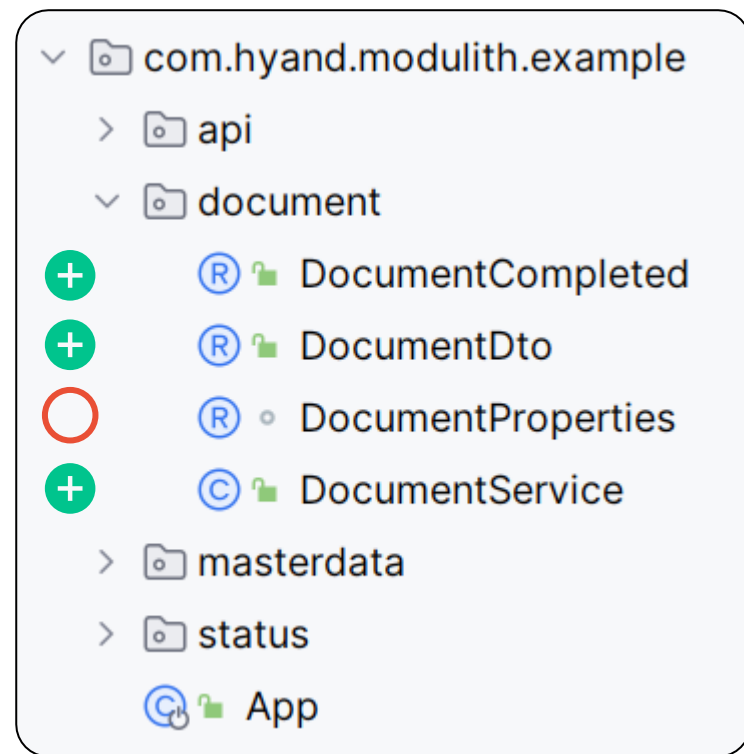 com.hyand.modulith.example
api
document
R DocumentCompleted
R DocumentDto
R DocumentProperties
C DocumentService
masterdata
status
C App